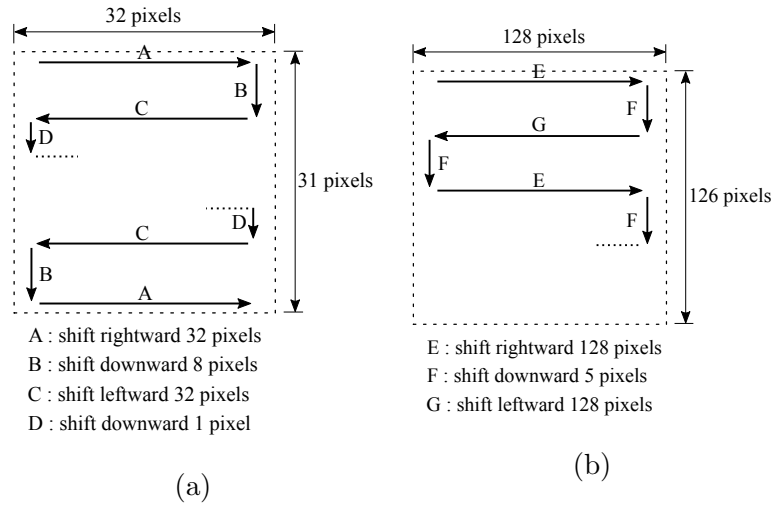 32 pixels
A
B
C
D
31 pixels
D
C
B
A
A : shift rightward 32 pixels
B : shift downward 8 pixels
C : shift leftward 32 pixels
D : shift downward 1 pixel
(a)
128 pixels
E
F
G
F
E
126 pixels
F
E : shift rightward 128 pixels
F : shift downward 5 pixels
G : shift leftward 128 pixels
(b)